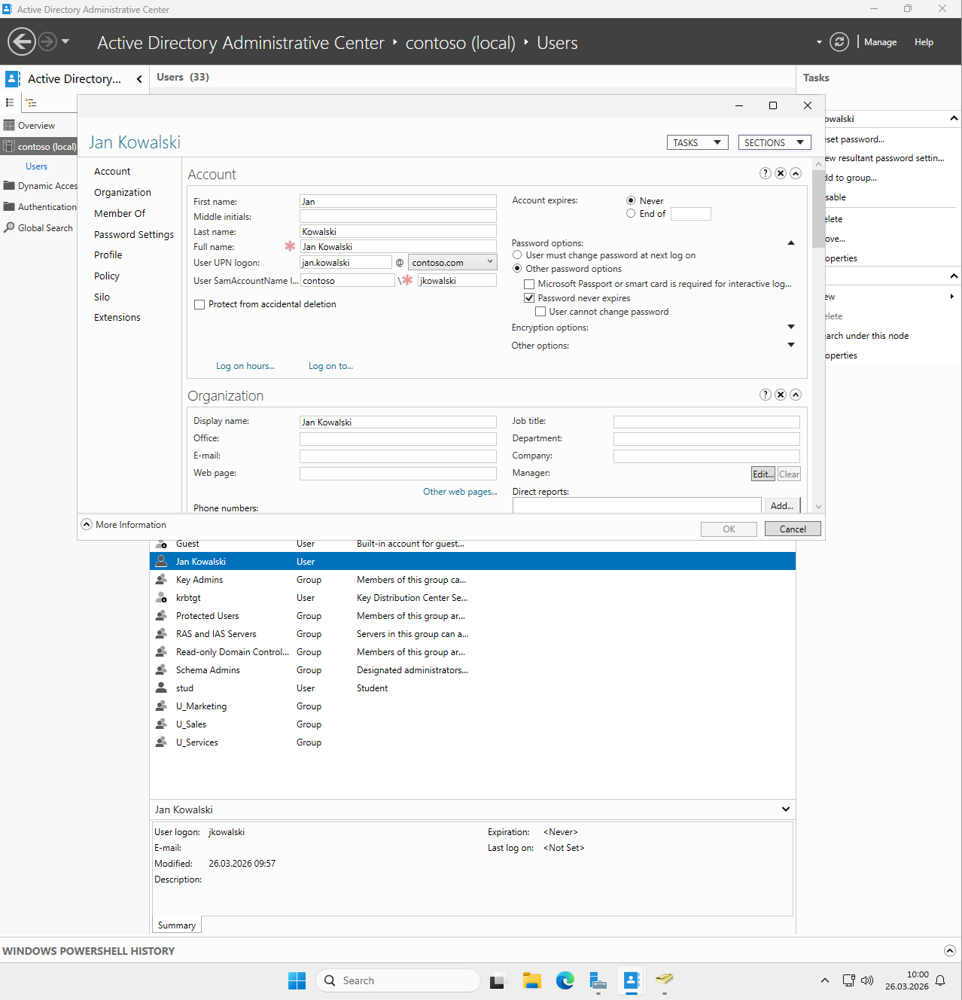 Active Directory Administrative Center
Active Directory Administrative Center · contoso (local) · Users
Manage
Help
Active Directory...
Users (33)
Tasks
Overview
contoso (local)
Users
Dynamic Acces
Authentication
Global Search
Jan Kowalski
TASKS
SECTIONS
Account
Organization
Member Of
Password Settings
Profile
Policy
Silo
Extensions
Account
First name: Jan
Middle initials:
Last name: Kowalski
Full name: Jan Kowalski
User UPN logon: jan.kowalski @ contoso.com
User SamAccountName l... contoso \ jkowalski
Protect from accidental deletion
Log on hours...
Log on to...
Account expires:
Never
End of
Password options:
User must change password at next log on
Other password options
Microsoft Passport or smart card is required for interactive log...
Password never expires
User cannot change password
Encryption options:
Other options:
Organization
Display name: Jan Kowalski
Office:
E-mail:
Web page:
Other web pages...
Phone numbers:
Job title:
Department:
Company:
Manager:
Edit...
Clear
Direct reports:
Add...
More Information
OK
Cancel
owalski
eset password...
ew resultant password settin...
dd to group...
sable
elete
ove...
operties
ew
elete
earch under this node
operties
Guest User Built-in account for guest...
Jan Kowalski User
Key Admins Group Members of this group ca...
krbtgt User Key Distribution Center Se...
Protected Users Group Members of this group ar...
RAS and IAS Servers Group Servers in this group can a...
Read-only Domain Control... Group Members of this group ar...
Schema Admins Group Designated administrators...
stud User Student
U_Marketing Group
U_Sales Group
U_Services Group
Jan Kowalski
User logon: jkowalski
E-mail:
Modified: 26.03.2026 09:57
Description:
Expiration: <Never>
Last log on: <Not Set>
Summary
WINDOWS POWERSHELL HISTORY
Search
10:00
26.03.2026